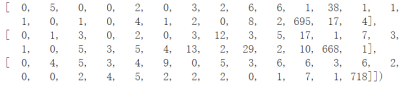 [ 0, 5, 0, 0, 2, 0, 3, 2, 6, 6, 1, 38, 1, 1,
1, 0, 1, 0, 4, 1, 2, 0, 8, 2, 695, 17, 4],
[ 0, 1, 3, 0, 2, 0, 3, 12, 3, 5, 17, 1, 7, 3,
1, 0, 5, 3, 5, 4, 13, 2, 29, 2, 10, 668, 1],
[ 0, 4, 5, 3, 4, 9, 0, 5, 3, 6, 6, 3, 6, 2,
0, 0, 2, 4, 5, 2, 2, 2, 0, 1, 7, 1, 718]])